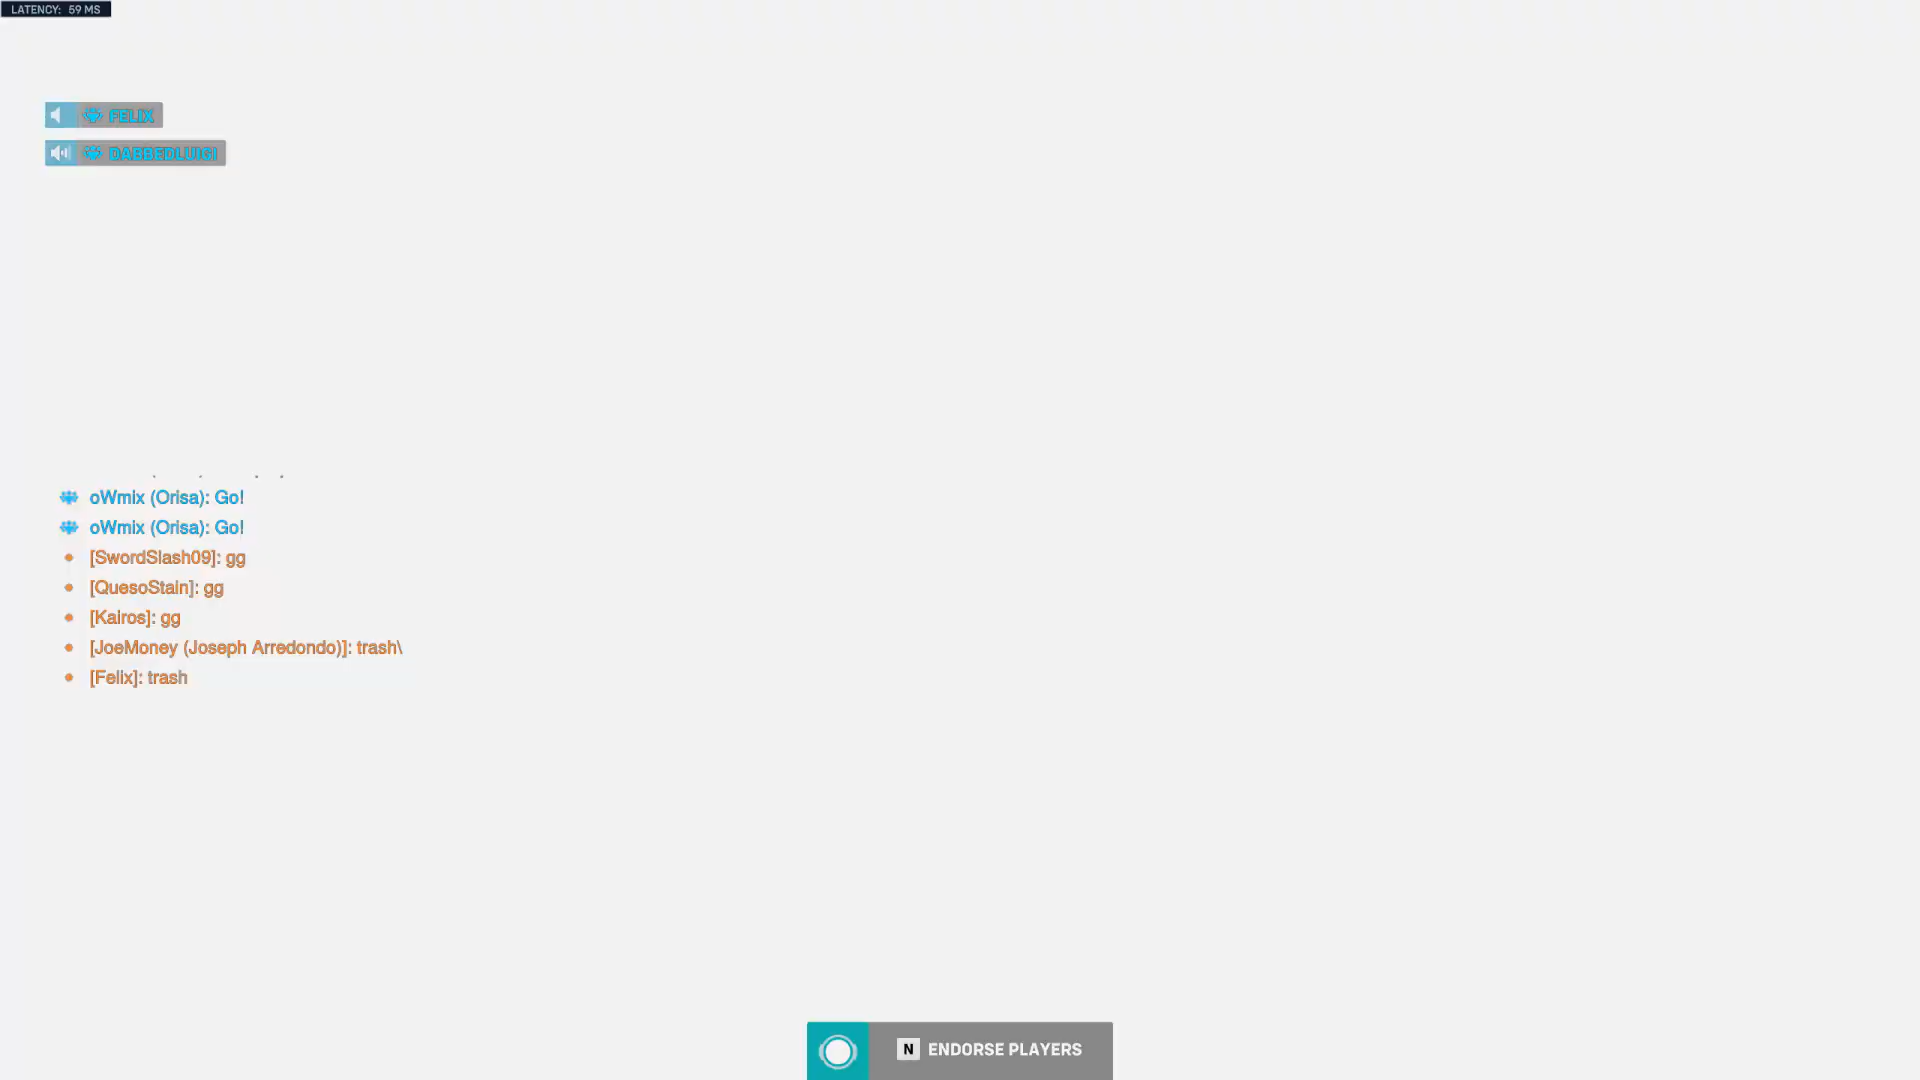 LATENCY: 59 MS
FELIX
DABBEDLUIGI
oWmix (Orisa): Go!
oWmix (Orisa): Go!
[SwordSlash09]: gg
[QuesoStain]: gg
[Kairos]: gg
[JoeMoney (Joseph Arredondo)]: trash\
[Felix]: trash
N ENDORSE PLAYERS